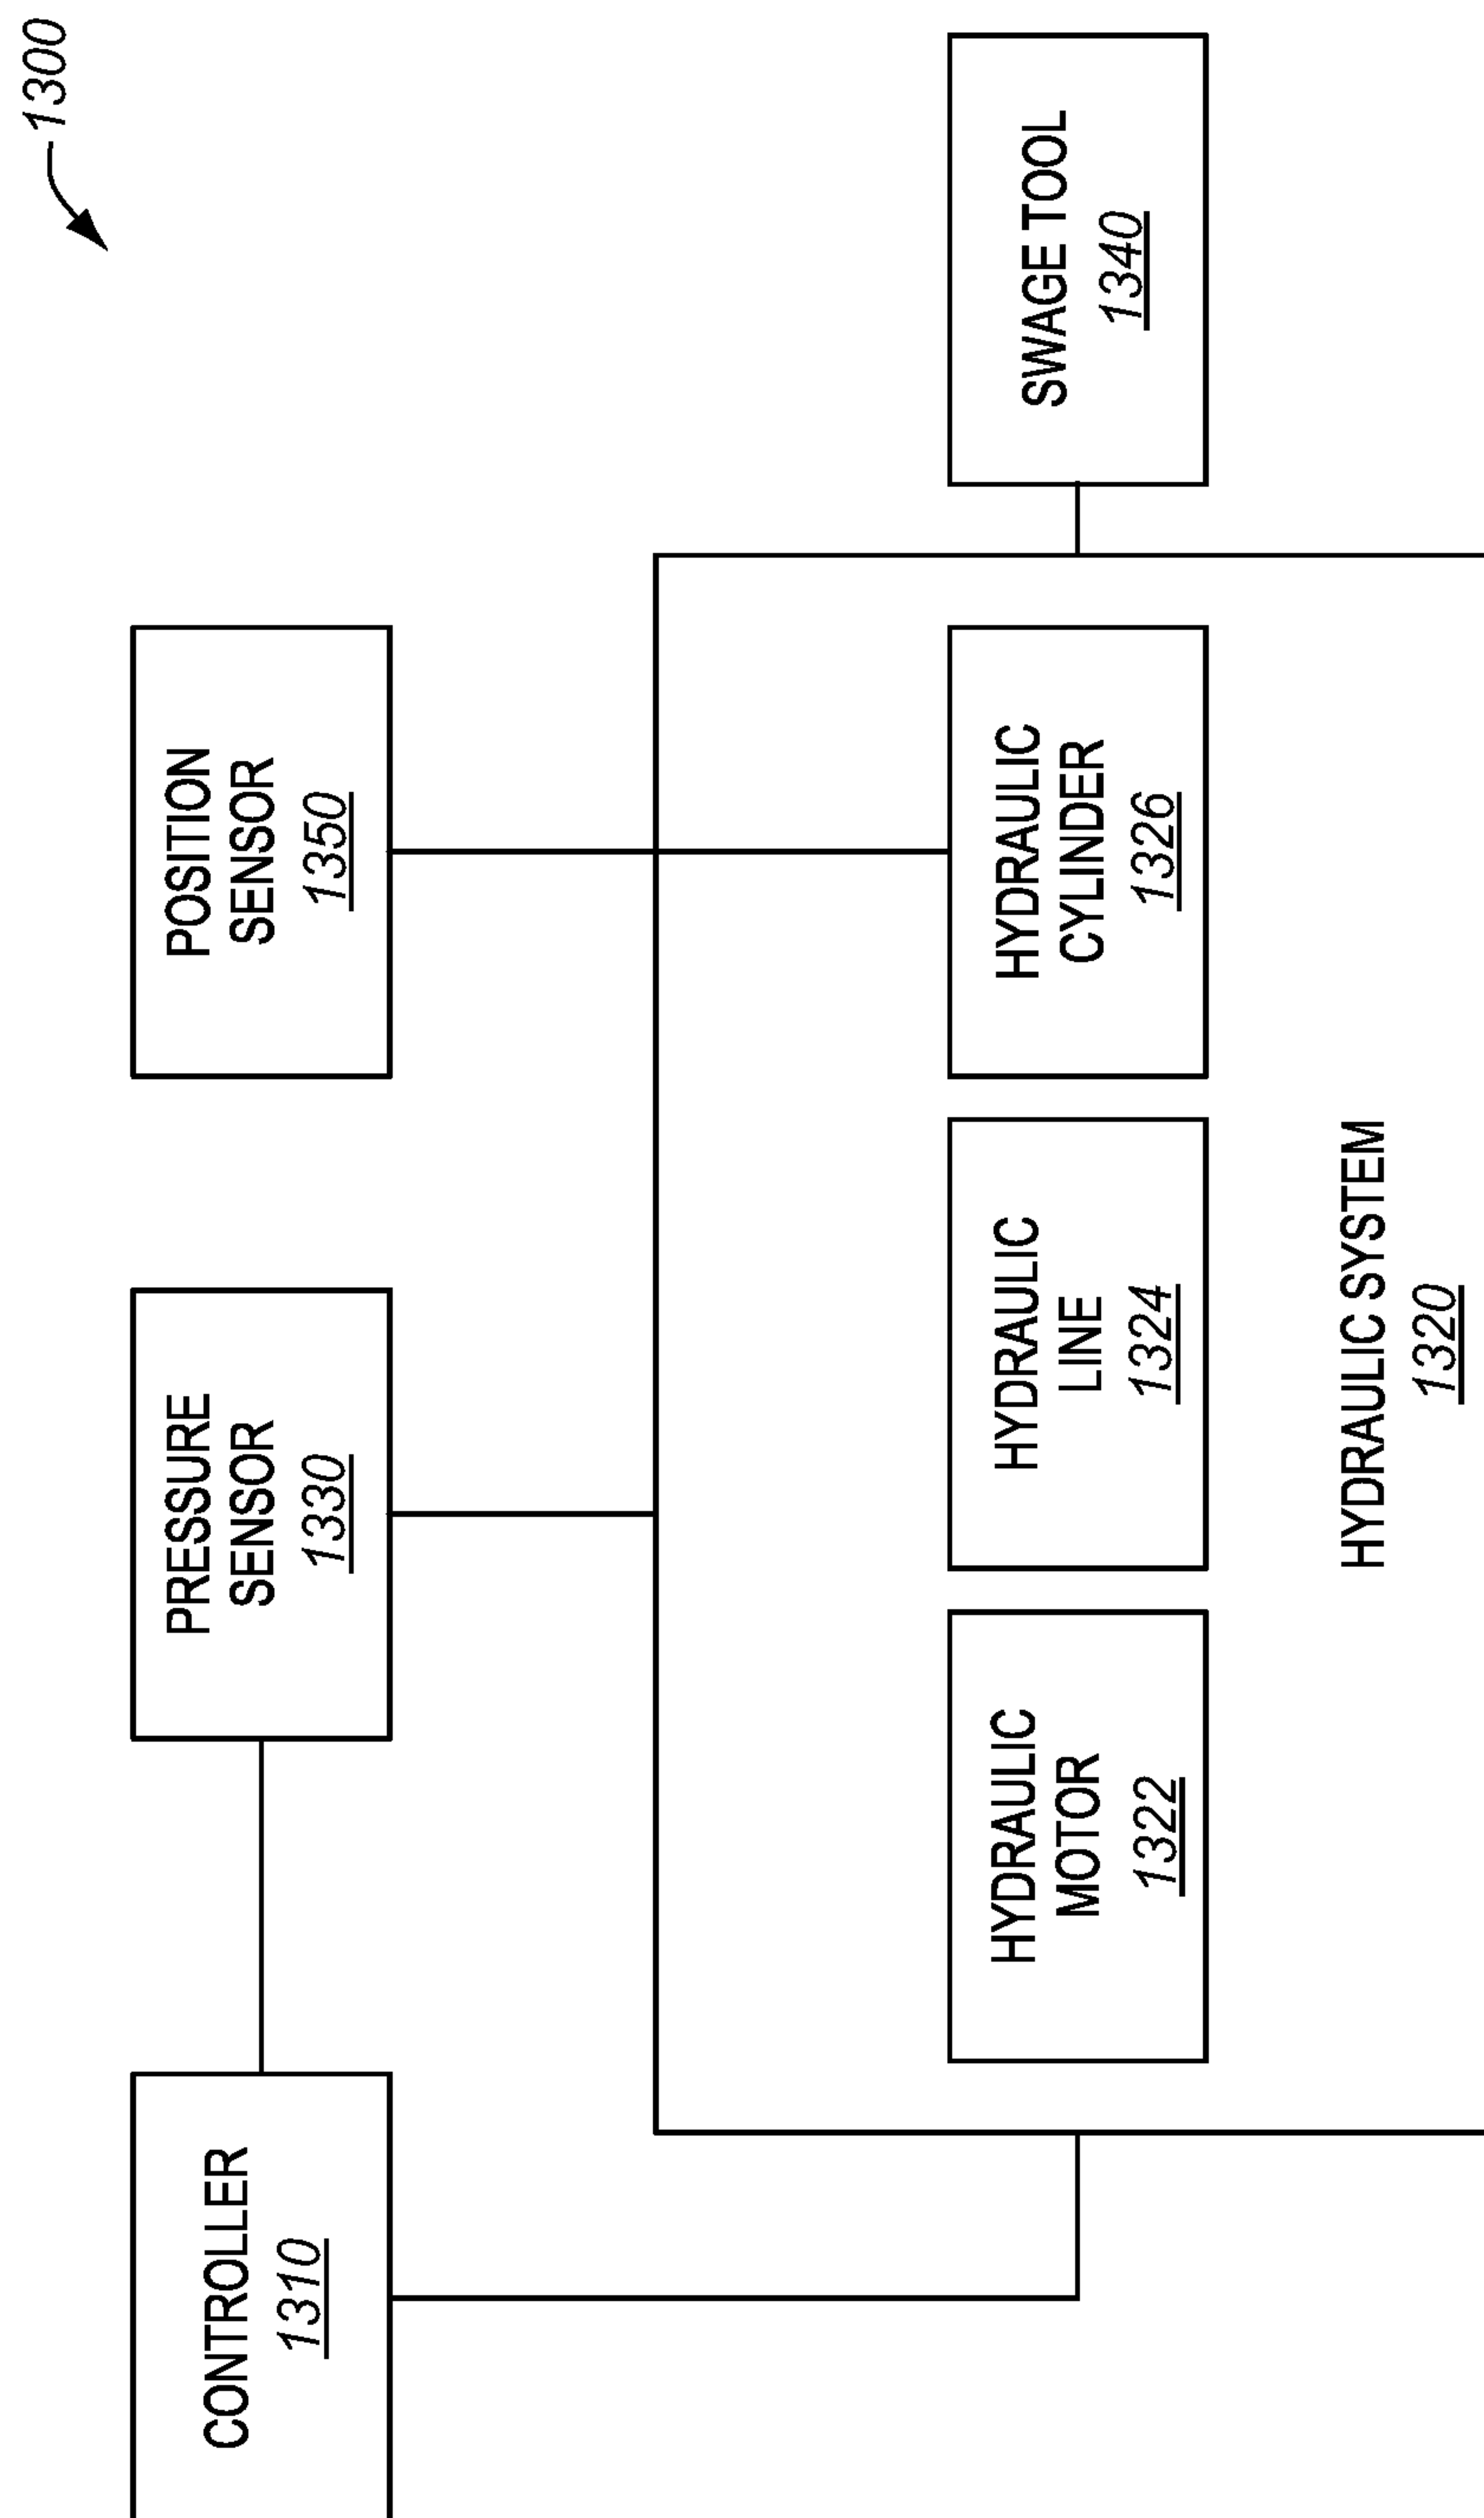 1300
CONTROLLER
1310
PRESSURE
SENSOR
1330
POSITION
SENSOR
1350
HYDRAULIC
MOTOR
1322
HYDRAULIC
LINE
1324
HYDRAULIC
CYLINDER
1326
SWAGE TOOL
1340
HYDRAULIC SYSTEM
1320